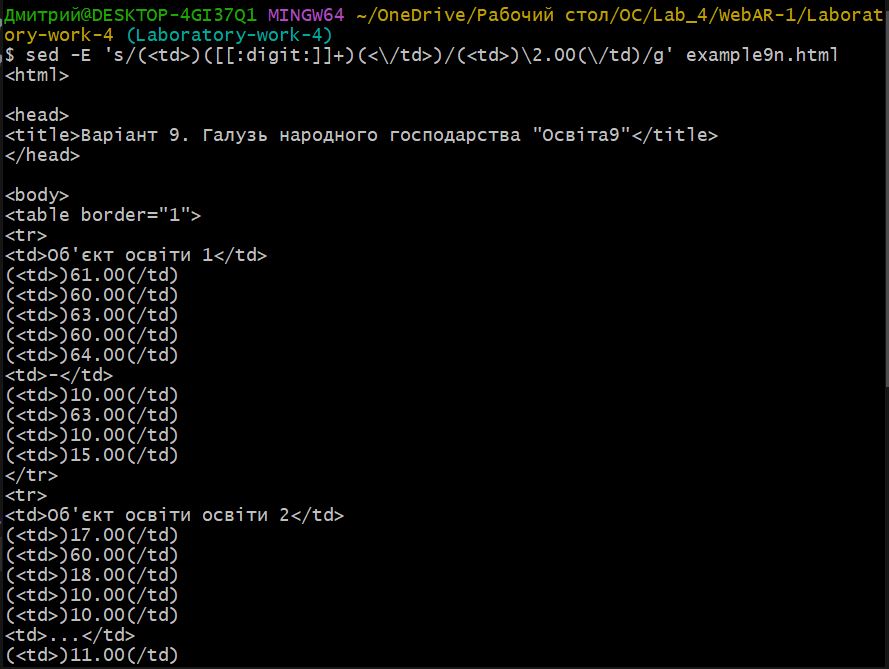 Дмитрий@DESKTOP-4GI37Q1 MINGW64 ~/OneDrive/Рабочий стол/ОС/Lab_4/WebAR-1/Laborat
ory-work-4 (Laboratory-work-4)
$ sed -E 's/(<td>)([[:digit:]]+)(<\/td>)/(<td>)\2.00(\/td)/g' example9n.html
<html>
<head>
<title>Варіант 9. Галузь народного господарства "Освіта9"</title>
</head>
<body>
<table border="1">
<tr>
<td>Об'єкт освіти 1</td>
(<td>)61.00(/td)
(<td>)60.00(/td)
(<td>)63.00(/td)
(<td>)60.00(/td)
(<td>)64.00(/td)
<td>-</td>
(<td>)10.00(/td)
(<td>)63.00(/td)
(<td>)10.00(/td)
(<td>)15.00(/td)
</tr>
<tr>
<td>Об'єкт освіти освіти 2</td>
(<td>)17.00(/td)
(<td>)60.00(/td)
(<td>)18.00(/td)
(<td>)10.00(/td)
(<td>)10.00(/td)
<td>...</td>
(<td>)11.00(/td)